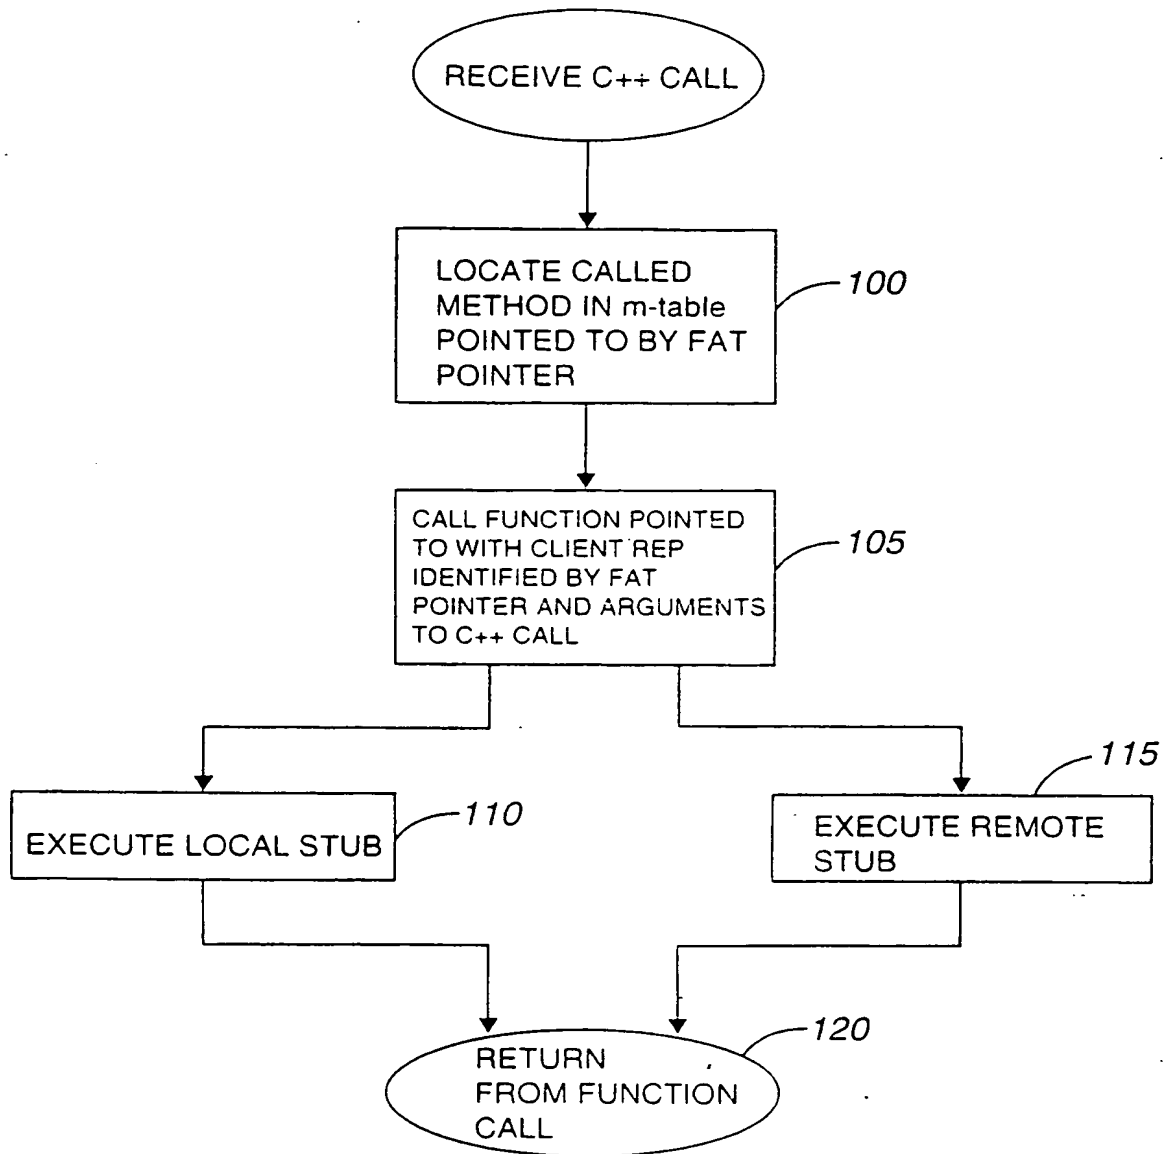 RECEIVE C++ CALL
LOCATE CALLED
METHOD IN m-table
POINTED TO BY FAT
POINTER
100
CALL FUNCTION POINTED
TO WITH CLIENT REP
IDENTIFIED BY FAT
POINTER AND ARGUMENTS
TO C++ CALL
105
EXECUTE LOCAL STUB
110
EXECUTE REMOTE
STUB
115
RETURN
FROM FUNCTION
CALL
120